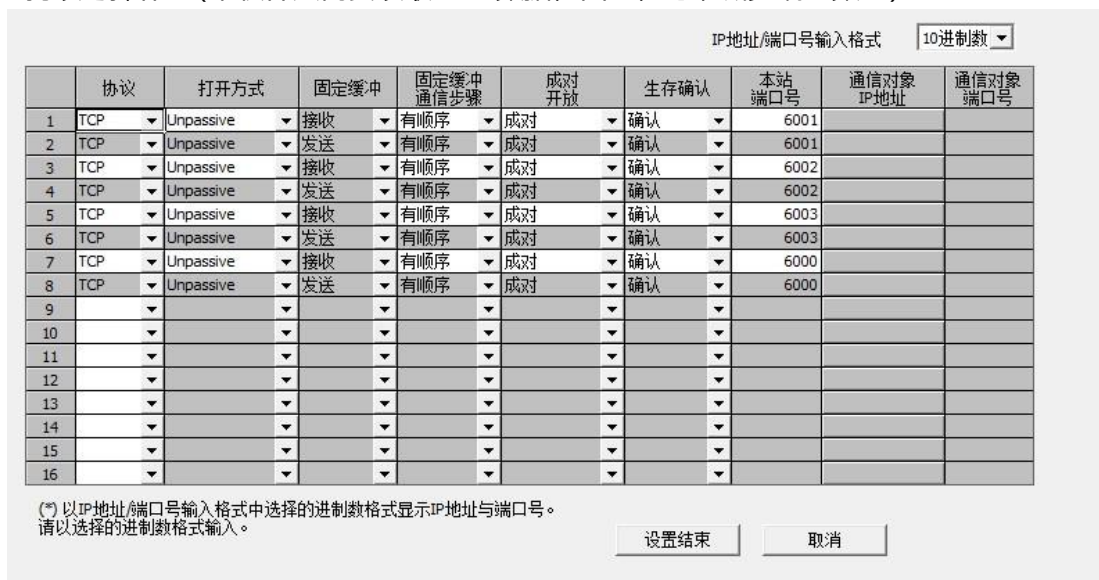 IP地址/端口号输入格式 10进制数
协议 打开方式 固定缓冲 固定缓冲通信步骤 成对开放 生存确认 本站端口号 通信对象IP地址 通信对象端口号
1 TCP Unpassive 接收 有顺序 成对 确认 6001
2 TCP Unpassive 发送 有顺序 成对 确认 6001
3 TCP Unpassive 接收 有顺序 成对 确认 6002
4 TCP Unpassive 发送 有顺序 成对 确认 6002
5 TCP Unpassive 接收 有顺序 成对 确认 6003
6 TCP Unpassive 发送 有顺序 成对 确认 6003
7 TCP Unpassive 接收 有顺序 成对 确认 6000
8 TCP Unpassive 发送 有顺序 成对 确认 6000
9
10
11
12
13
14
15
16
(*) 以IP地址/端口号输入格式中选择的进制数格式显示IP地址与端口号。
请以选择的进制数格式输入。
设置结束 取消